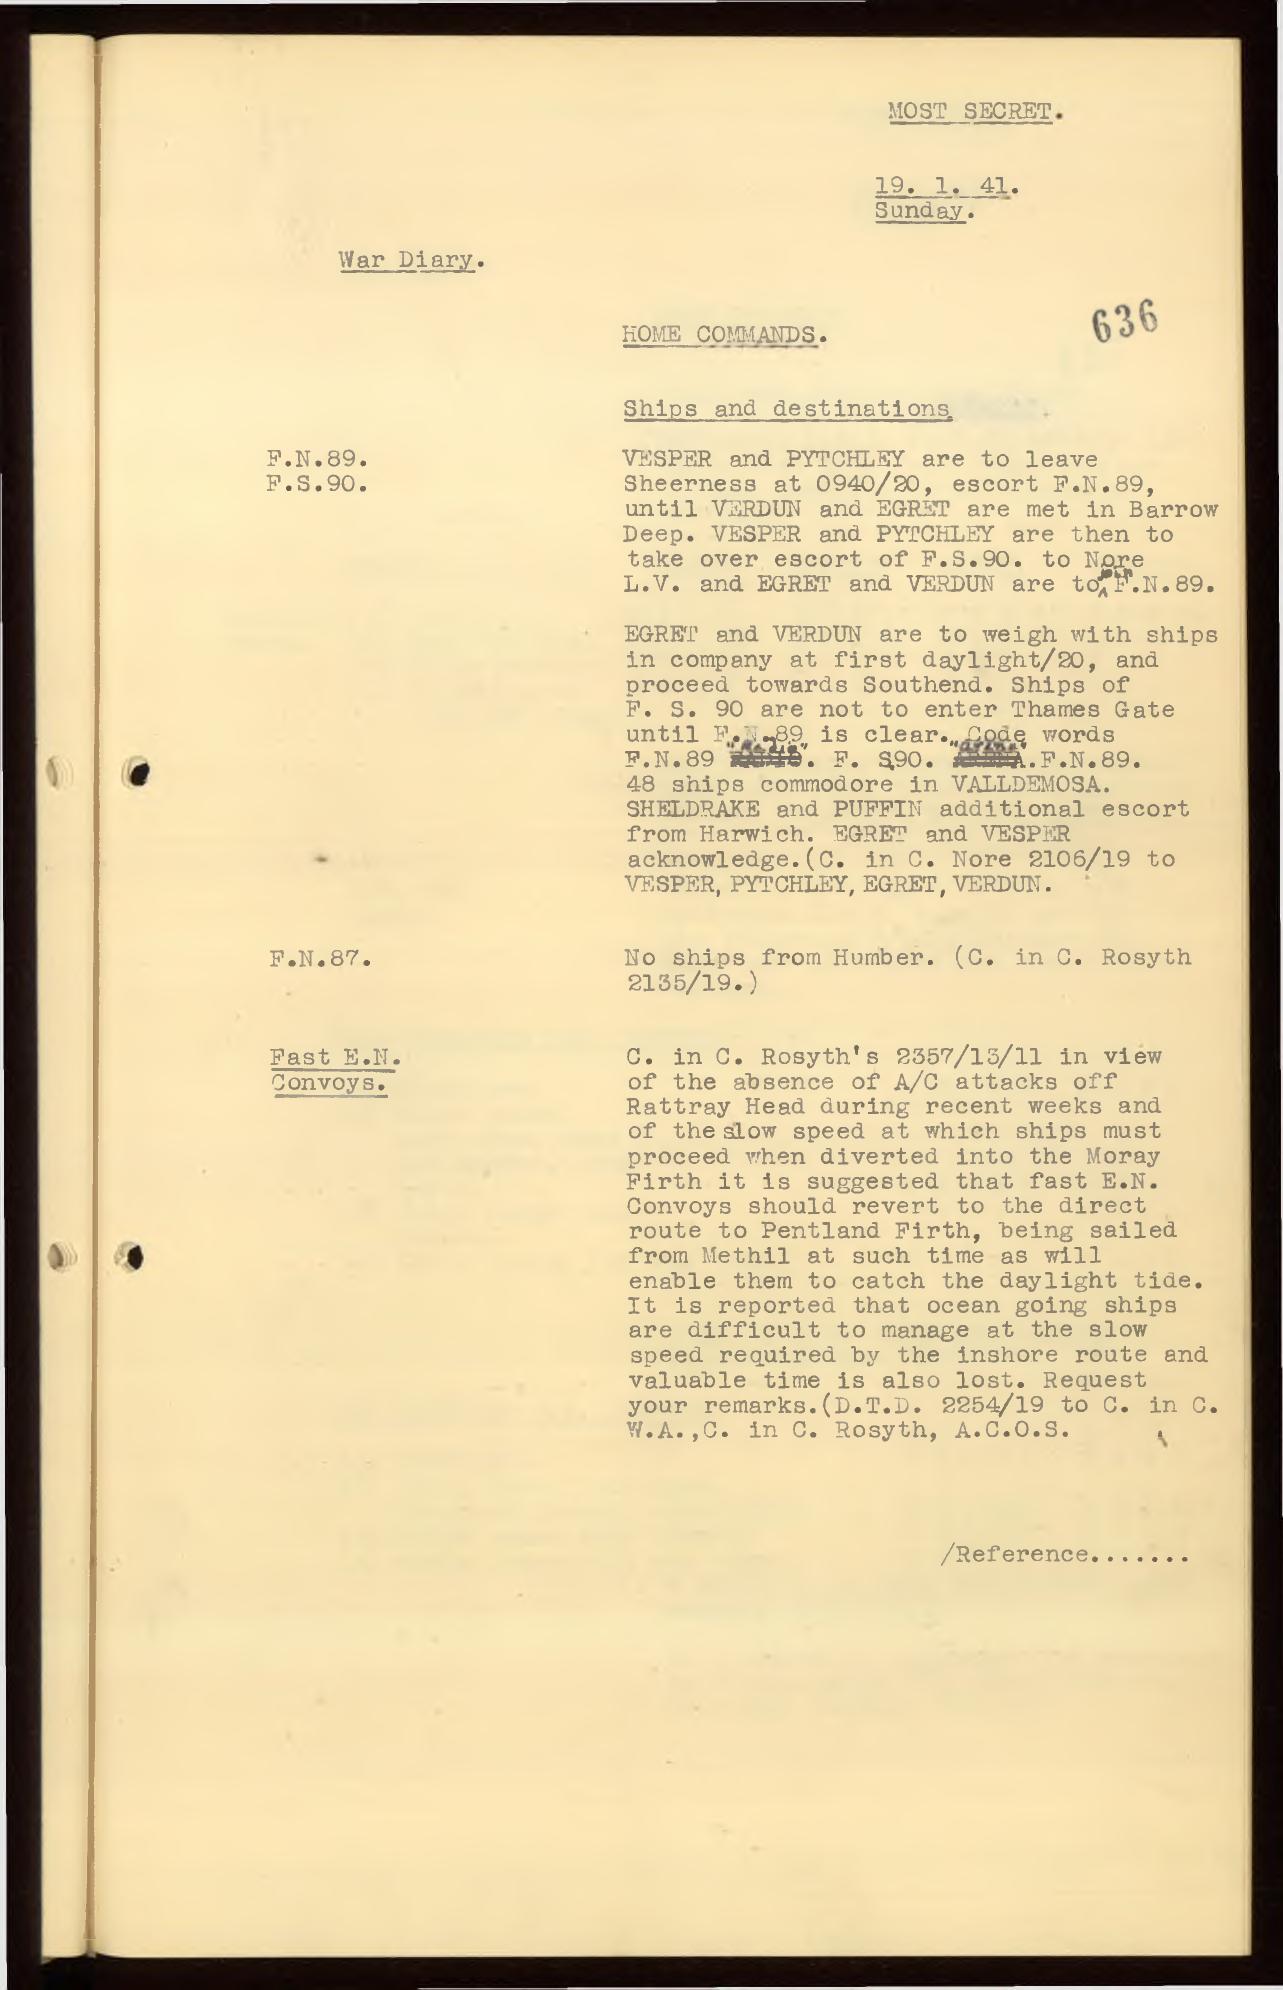 MOST SECRET.
19. 1. 41.
Sunday.
War Diary.
636
HOME COMMANDS.
Ships and destinations.
F.N.89.
F.S.90.
VESPER and PYTCHLEY are to leave
Sheerness at 0940/20, escort F.N.89,
until VERDUN and EGRET are met in Barrow
Deep. VESPER and PYTCHLEY are then to
take over escort of F.S.90. to Nore
L.V. and EGRET and VERDUN are to join F.N.89.
EGRET and VERDUN are to weigh with ships
in company at first daylight/20, and
proceed towards Southend. Ships of
F. S. 90 are not to enter Thames Gate
until F.N.89 is clear. Code words
F.N.89 . F. S90. .F.N.89.
48 ships commodore in VALLDEMOSA.
SHELDRAKE and PUFFIN additional escort
from Harwich. EGRET and VESPER
acknowledge.(C. in C. Nore 2106/19 to
VESPER, PYTCHLEY, EGRET, VERDUN.
F.N.87.
No ships from Humber. (C. in C. Rosyth
2135/19.)
Fast E.N.
Convoys.
C. in C. Rosyth's 2357/13/11 in view
of the absence of A/C attacks off
Rattray Head during recent weeks and
of the slow speed at which ships must
proceed when diverted into the Moray
Firth it is suggested that fast E.N.
Convoys should revert to the direct
route to Pentland Firth, being sailed
from Methil at such time as will
enable them to catch the daylight tide.
It is reported that ocean going ships
are difficult to manage at the slow
speed required by the inshore route and
valuable time is also lost. Request
your remarks.(D.T.D. 2254/19 to C. in C.
W.A.,C. in C. Rosyth, A.C.O.S.
/Reference.......